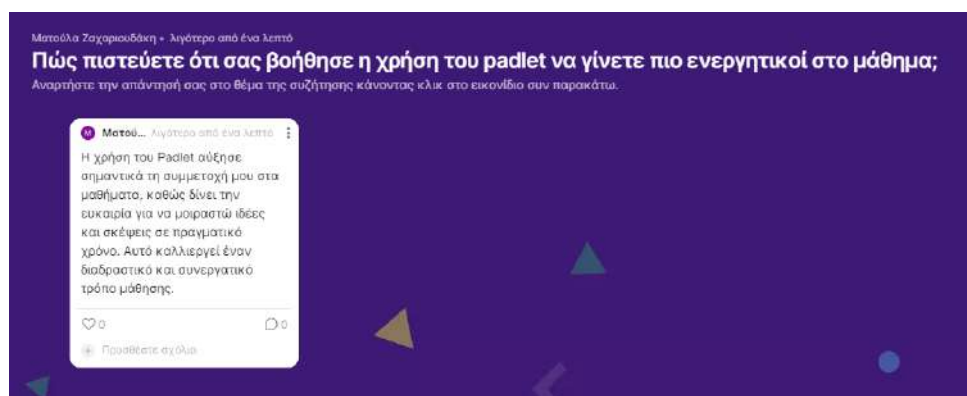 Ματούλα Ζαχαριουδάκη • λιγότερο από ένα λεπτό
Πώς πιστεύετε ότι σας βοήθησε η χρήση του padlet να γίνετε πιο ενεργητικοί στο μάθημα;
Αναρτήστε την απάντησή σας στο θέμα της συζήτησης κάνοντας κλικ στο εικονίδιο συν παρακάτω.
M Ματού... λιγότερο από ένα λεπτό
Η χρήση του Padlet αύξησε
σημαντικά τη συμμετοχή μου στα
μαθήματα, καθώς δίνει την
ευκαιρία για να μοιραστώ ιδέες
και σκέψεις σε πραγματικό
χρόνο. Αυτό καλλιεργεί έναν
διαδραστικό και συνεργατικό
τρόπο μάθησης.
0 0
Προσθέστε σχόλιο